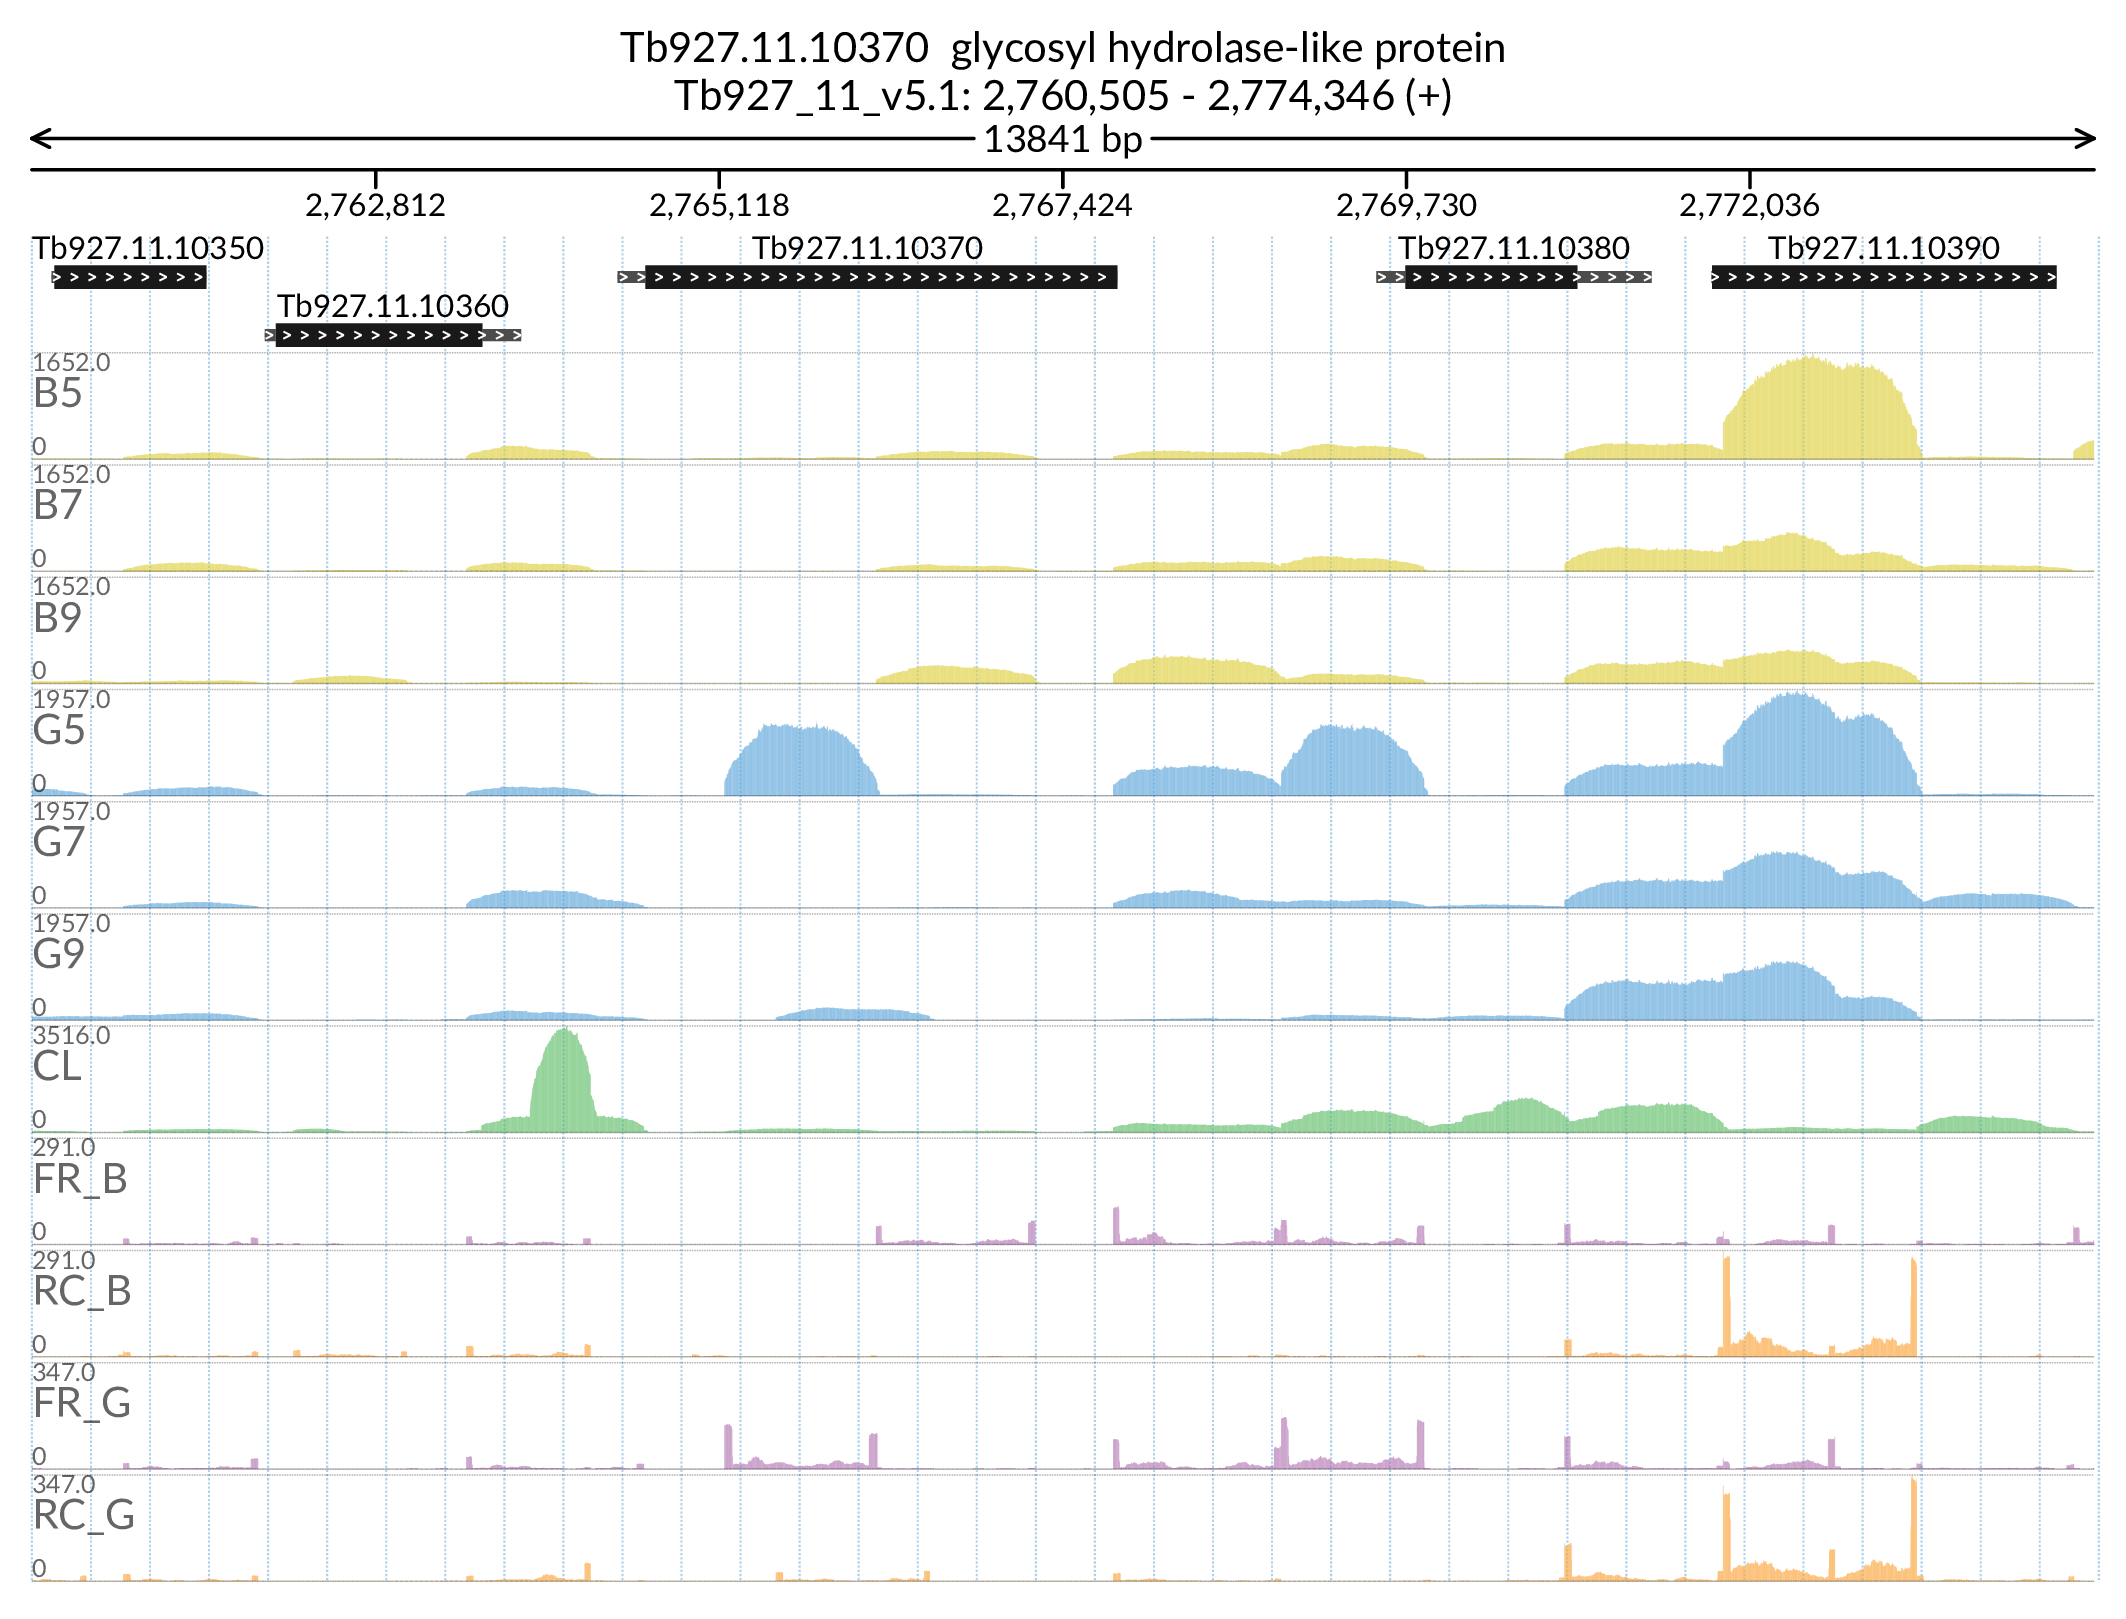 Tb927.11.10370 glycosyl hydrolase-like protein
Tb927_11_v5.1: 2,760,505 - 2,774,346 (+)
13841 bp
2,762,812 2,765,118 2,767,424 2,769,730 2,772,036
Tb927.11.10350 Tb927.11.10370 Tb927.11.10380 Tb927.11.10390
Tb927.11.10360
1652.0
B5
0
1652.0
B7
0
1652.0
B9
0
1957.0
G5
0
1957.0
G7
0
1957.0
G9
0
3516.0
CL
0
291.0
FR_B
0
291.0
RC_B
0
347.0
FR_G
0
347.0
RC_G
0